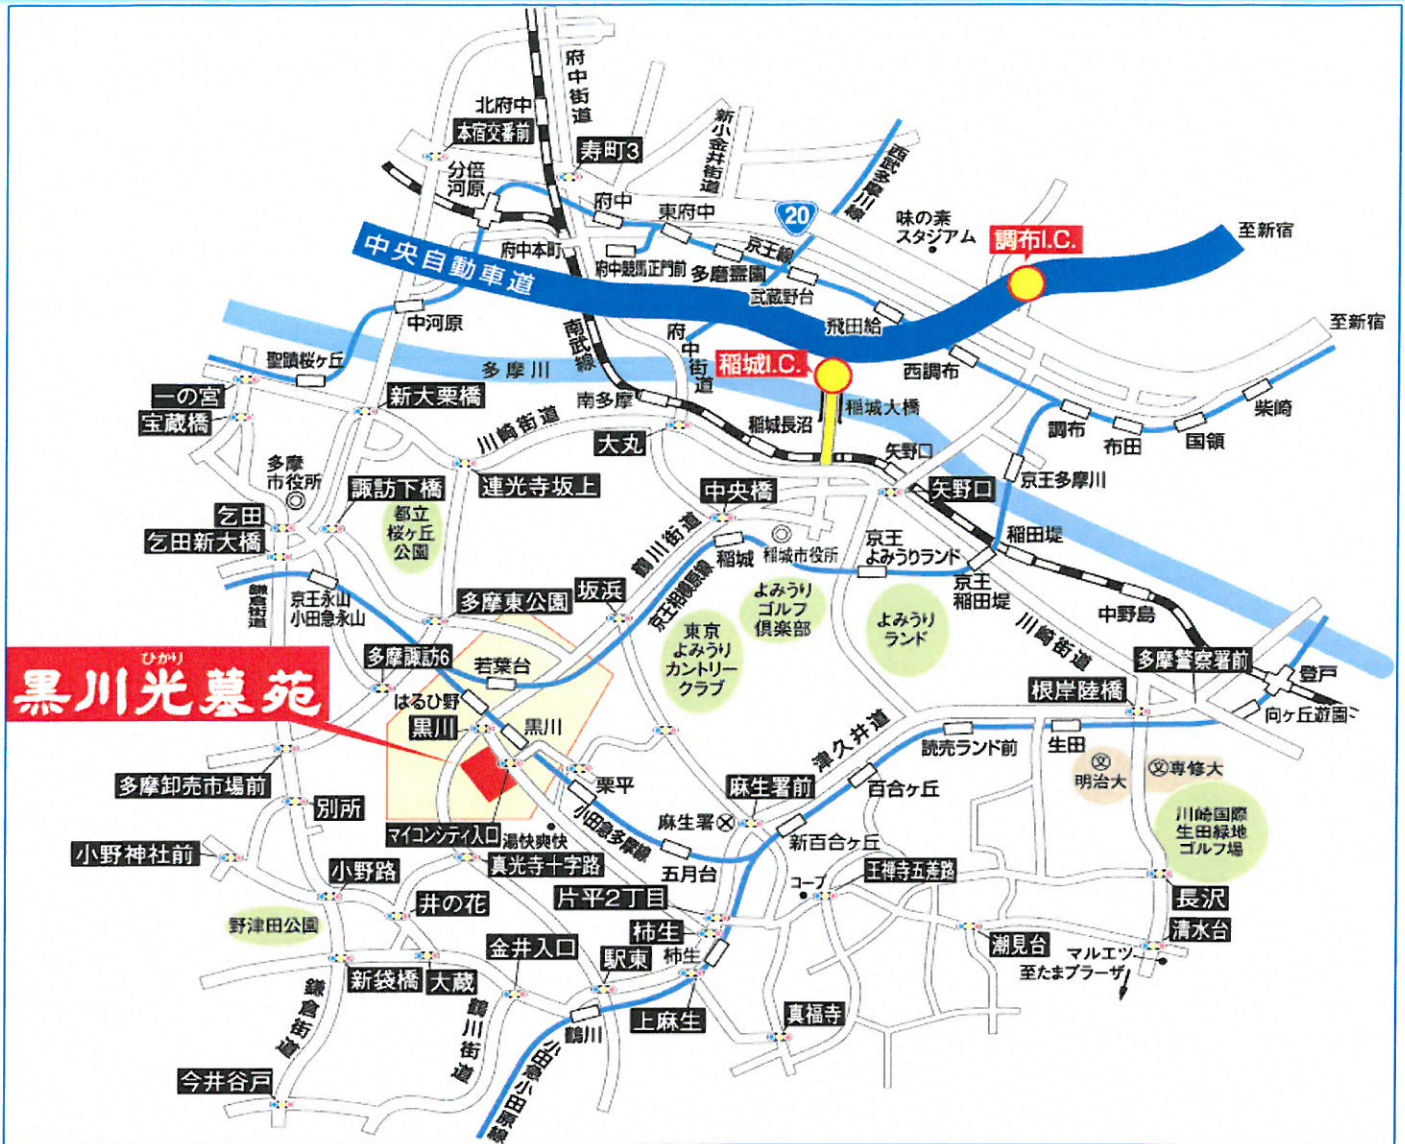 府中街道
北府中
本宿交番前
寿町3
新小金井街道
西武多摩川線
分倍
河原
府中
東府中
20
味の素
スタジアム
調布I.C.
至新宿
中央自動車道
府中本町
府中競馬正門前
京王線
多磨霊園
武蔵野台
飛田給
中河原
南武線
府中街道
至新宿
聖蹟桜ヶ丘
多摩川
稲城I.C.
西調布
一の宮
宝蔵橋
新大栗橋
川崎街道
南多摩
大丸
稲城長沼
稲城大橋
矢野口
調布
布田
国領
柴崎
多摩
市役所
諏訪下橋
連光寺坂上
中央橋
矢野口
京王多摩川
乞田
乞田新大橋
都立
桜ヶ丘
公園
鶴川街道
稲城
稲城市役所
京王
よみうりランド
稲田堤
京王
稲田堤
中野島
鎌倉街道
京王永山
小田急永山
多摩東公園
坂浜
京王相模原線
東京
よみうり
カントリー
クラブ
よみうり
ゴルフ
倶楽部
よみうり
ランド
川崎街道
多摩警察署前
登戸
向ヶ丘遊園
根岸陸橋
多摩諏訪6
若葉台
ひかり
黒川光墓苑
はるひ野
黒川
黒川
津久井道
読売ランド前
生田
文
明治大
文専修大
多摩卸売市場前
別所
栗平
小田急多摩線
麻生署前
麻生署
百合ヶ丘
川崎国際
生田緑地
ゴルフ場
マイコンシティ入口
湯快爽快
新百合ヶ丘
小野神社前
小野路
真光寺十字路
五月台
コープ
王禅寺五差路
長沢
野津田公園
井の花
片平2丁目
柿生
柿生
金井入口
駅東
潮見台
清水台
マルエツ
至たまプラーザ
新袋橋
大蔵
鎌倉街道
鶴川街道
鶴川
上麻生
真福寺
小田急小田原線
今井谷戸